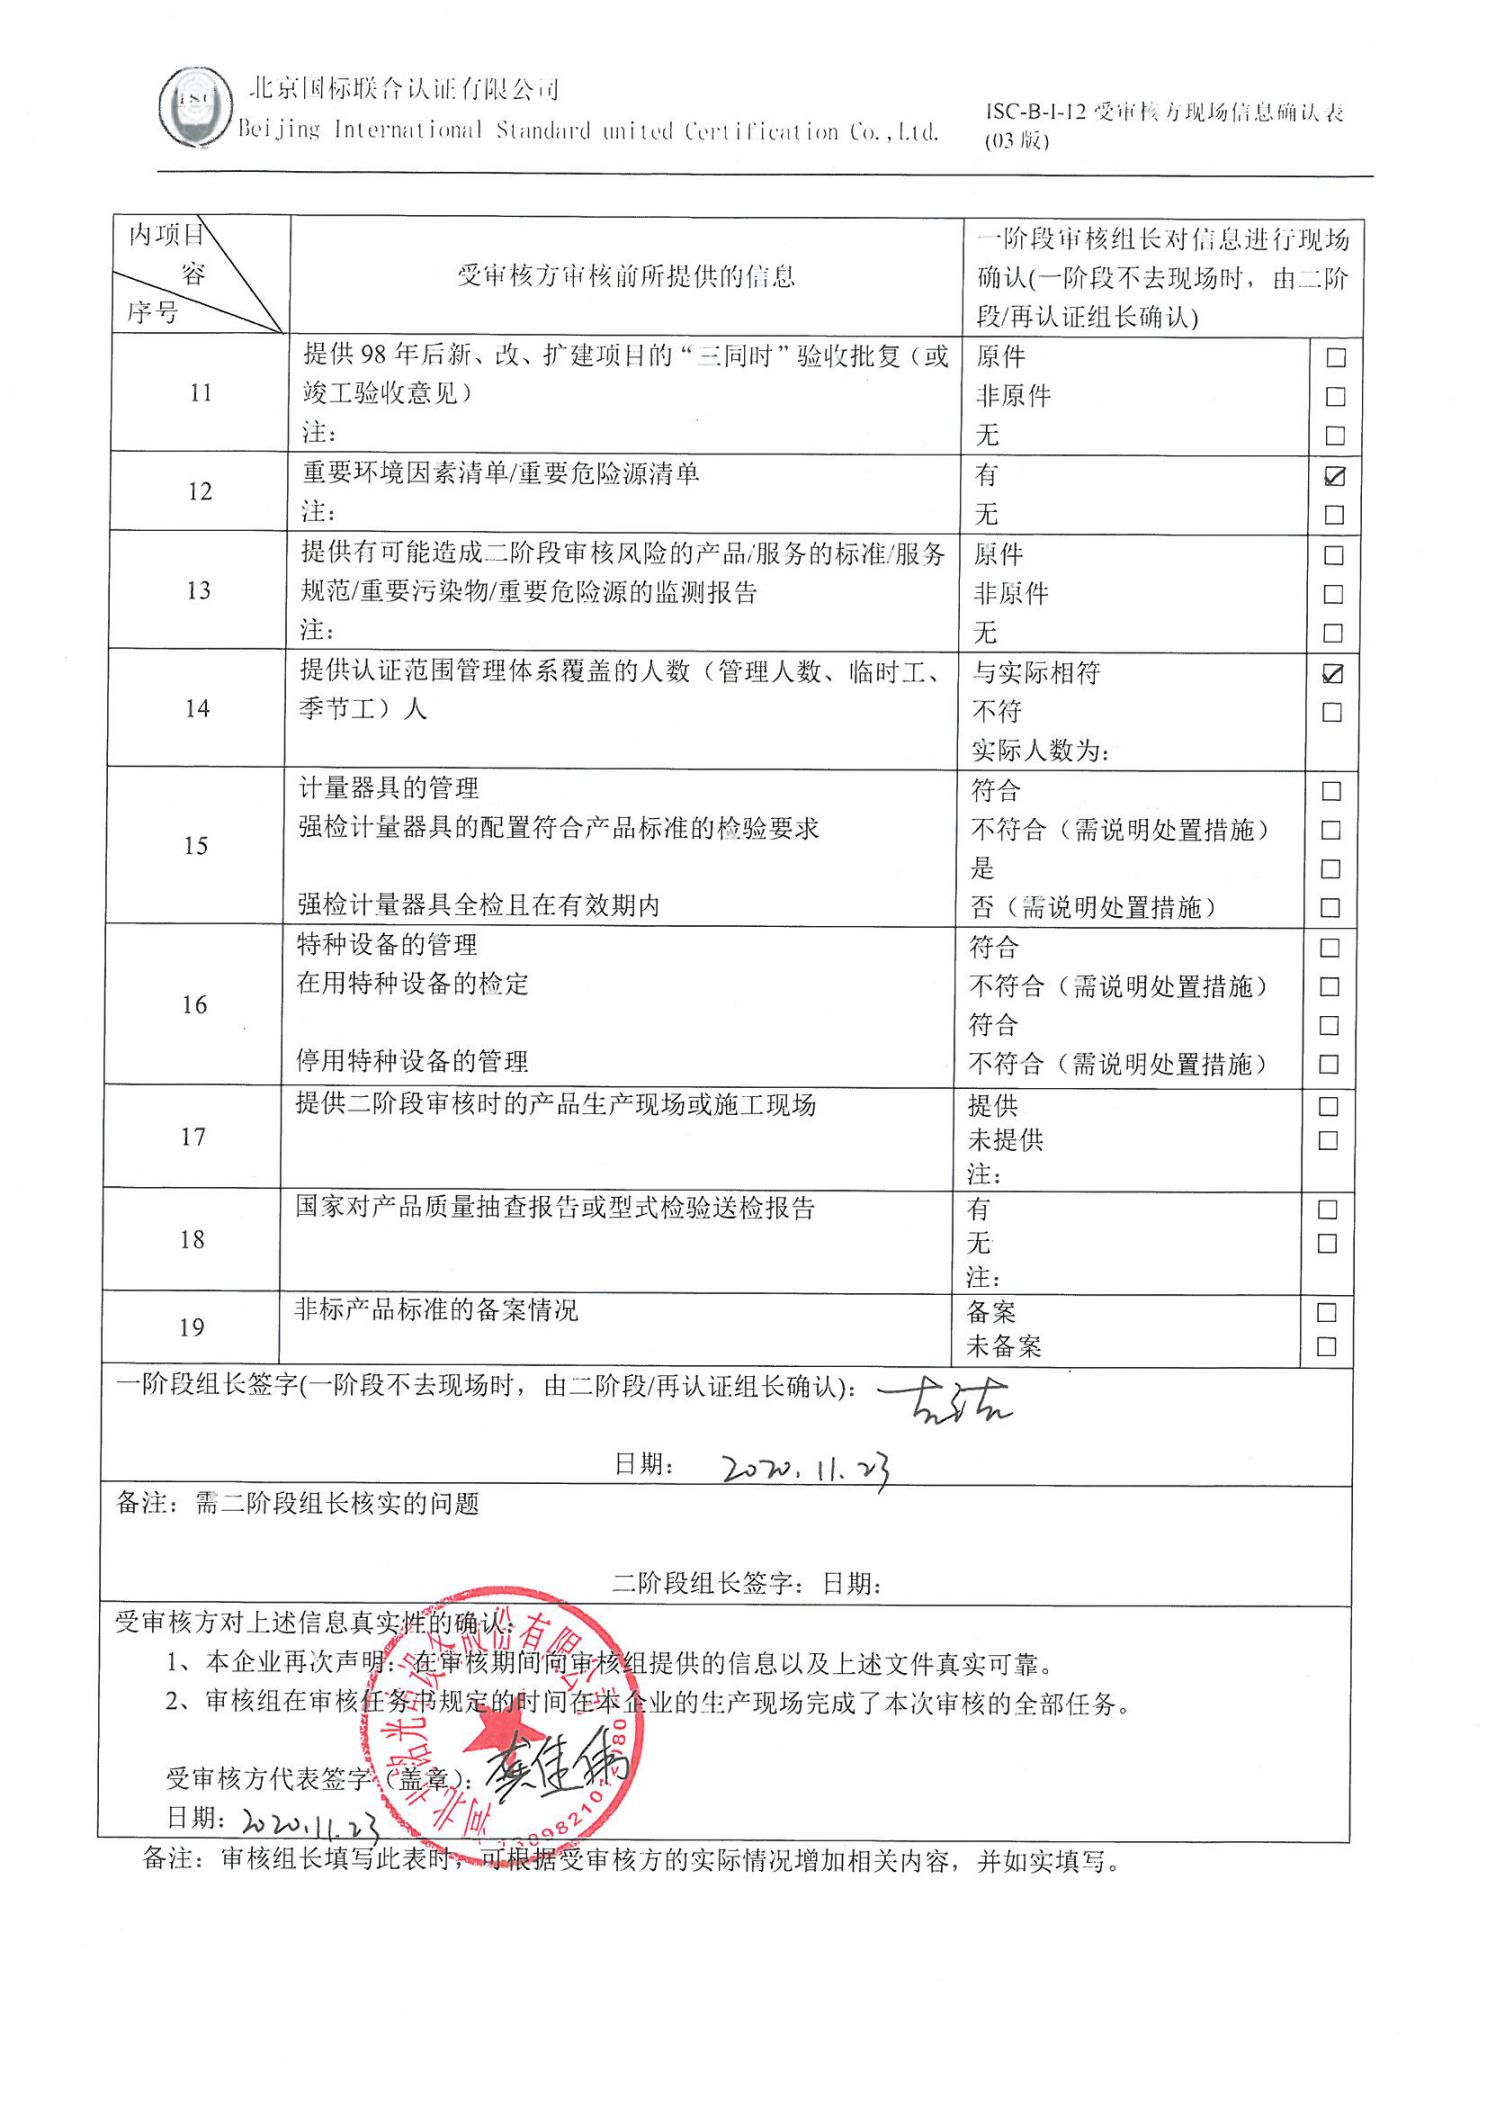 ISC
北京国标联合认证有限公司
Beijing International Standard united Certification Co.,Ltd.
ISC-B-I-12 受审核方现场信息确认表
(03 版)
内项目
容
序号
受审核方审核前所提供的信息
一阶段审核组长对信息进行现场
确认(一阶段不去现场时，由二阶
段/再认证组长确认)
11
提供 98 年后新、改、扩建项目的“三同时”验收批复（或
竣工验收意见）
注：
原件 □
非原件 □
无 □
12
重要环境因素清单/重要危险源清单
注：
有 ☑
无 □
13
提供有可能造成二阶段审核风险的产品/服务的标准/服务
规范/重要污染物/重要危险源的监测报告
注：
原件 □
非原件 □
无 □
14
提供认证范围管理体系覆盖的人数（管理人数、临时工、
季节工）人
与实际相符 ☑
不符 □
实际人数为：
15
计量器具的管理
强检计量器具的配置符合产品标准的检验要求
强检计量器具全检且在有效期内
符合 □
不符合（需说明处置措施） □
是 □
否（需说明处置措施） □
16
特种设备的管理
在用特种设备的检定
停用特种设备的管理
符合 □
不符合（需说明处置措施） □
符合 □
不符合（需说明处置措施） □
17
提供二阶段审核时的产品生产现场或施工现场
提供 □
未提供 □
注：
18
国家对产品质量抽查报告或型式检验送检报告
有 □
无 □
注：
19
非标产品标准的备案情况
备案 □
未备案 □
一阶段组长签字(一阶段不去现场时，由二阶段/再认证组长确认)：
日期： 2020.11.23
备注：需二阶段组长核实的问题
二阶段组长签字：日期：
受审核方对上述信息真实性的确认：
1、本企业再次声明：在审核期间向审核组提供的信息以及上述文件真实可靠。
2、审核组在审核任务书规定的时间在本企业的生产现场完成了本次审核的全部任务。
受审核方代表签字（盖章）：
日期：2020.11.23
备注：审核组长填写此表时，可根据受审核方的实际情况增加相关内容，并如实填写。